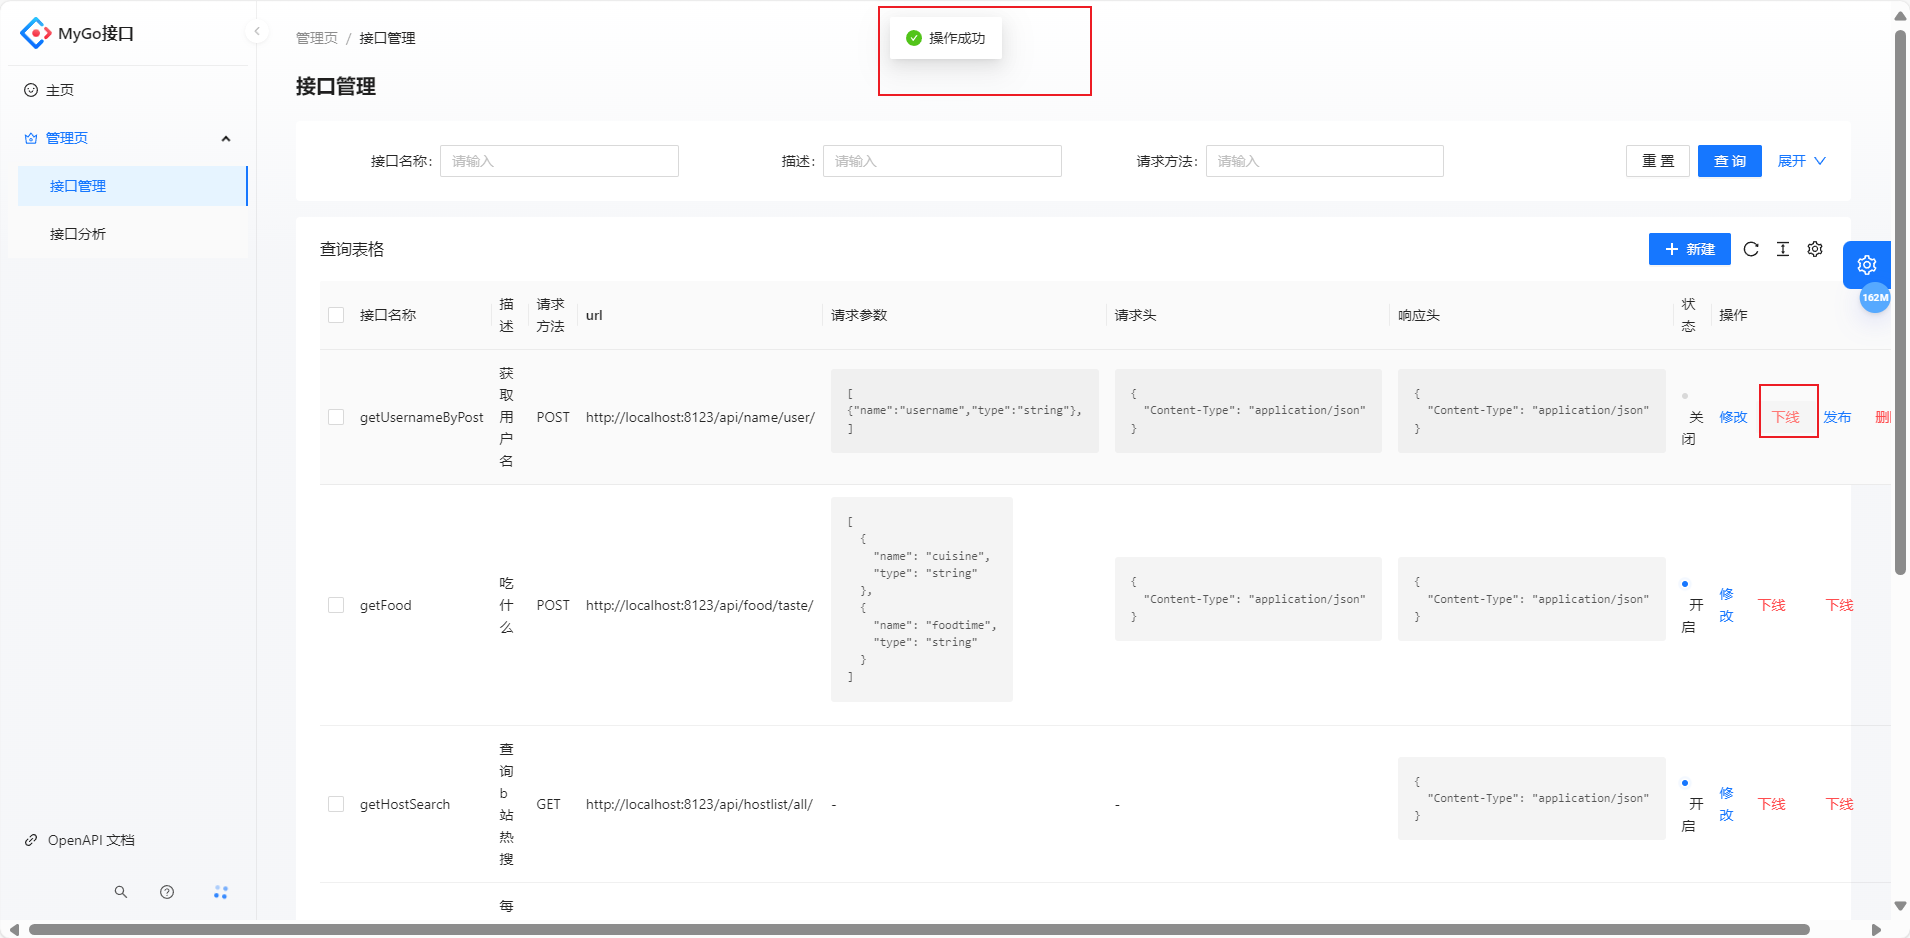 MyGo接口
主页
管理页
接口管理
接口分析
OpenAPI 文档
管理页 / 接口管理
操作成功
接口管理
接口名称: 请输入 描述: 请输入 请求方法: 请输入 重置 查询 展开
查询表格
新建
162M
接口名称 描述 请求方法 url 请求参数 请求头 响应头 状态 操作
getUsernameByPost
获取用户名
POST
http://localhost:8123/api/name/user/
[
{"name":"username","type":"string"},
]
{
"Content-Type": "application/json"
}
{
"Content-Type": "application/json"
}
关闭
修改 下线 发布
getFood
吃什么
POST
http://localhost:8123/api/food/taste/
[
{
"name": "cuisine",
"type": "string"
},
{
"name": "foodtime",
"type": "string"
}
]
{
"Content-Type": "application/json"
}
{
"Content-Type": "application/json"
}
开启
修改 下线 下线
getHostSearch
查询b站热搜
GET
http://localhost:8123/api/hostlist/all/
-
-
{
"Content-Type": "application/json"
}
开启
修改 下线 下线
每